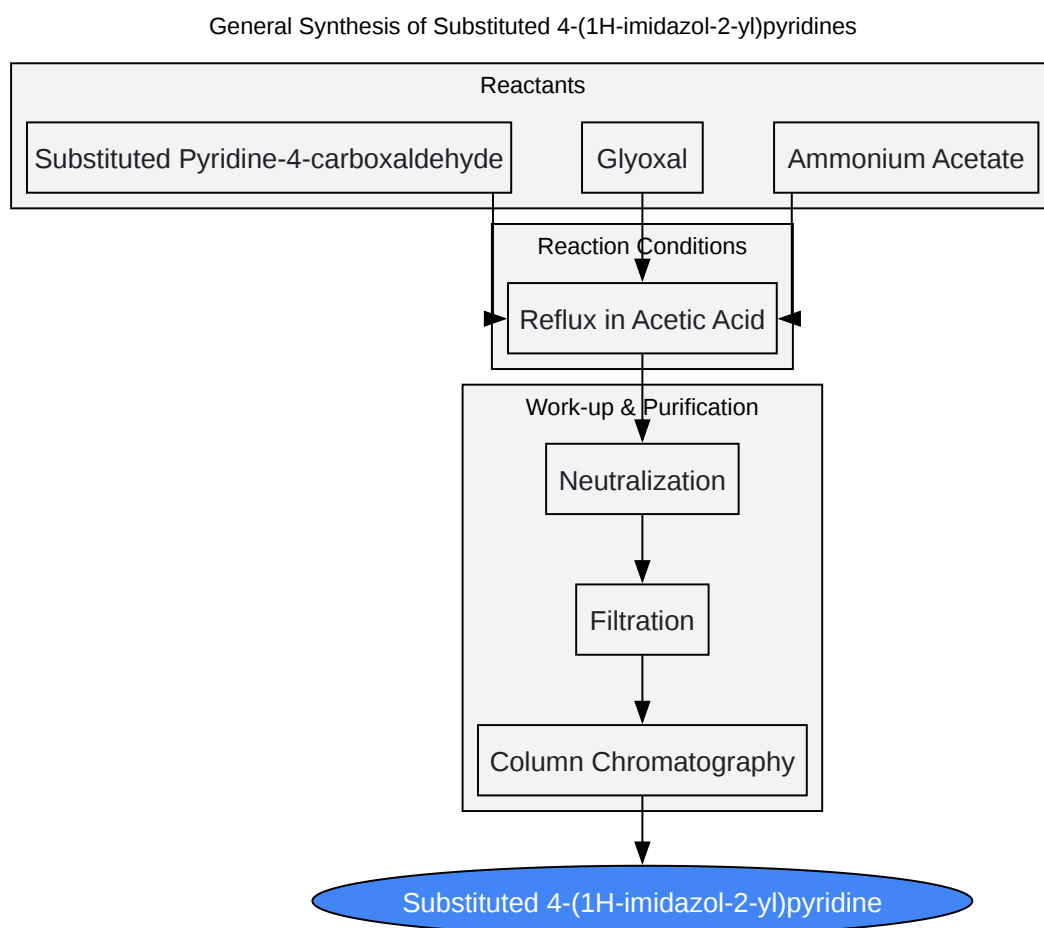 General Synthesis of Substituted 4-(1H-imidazol-2-yl)pyridines
Reactants
Substituted Pyridine-4-carboxaldehyde
Glyoxal
Ammonium Acetate
Reaction Conditions
Reflux in Acetic Acid
Work-up & Purification
Neutralization
Filtration
Column Chromatography
Substituted 4-(1H-imidazol-2-yl)pyridine